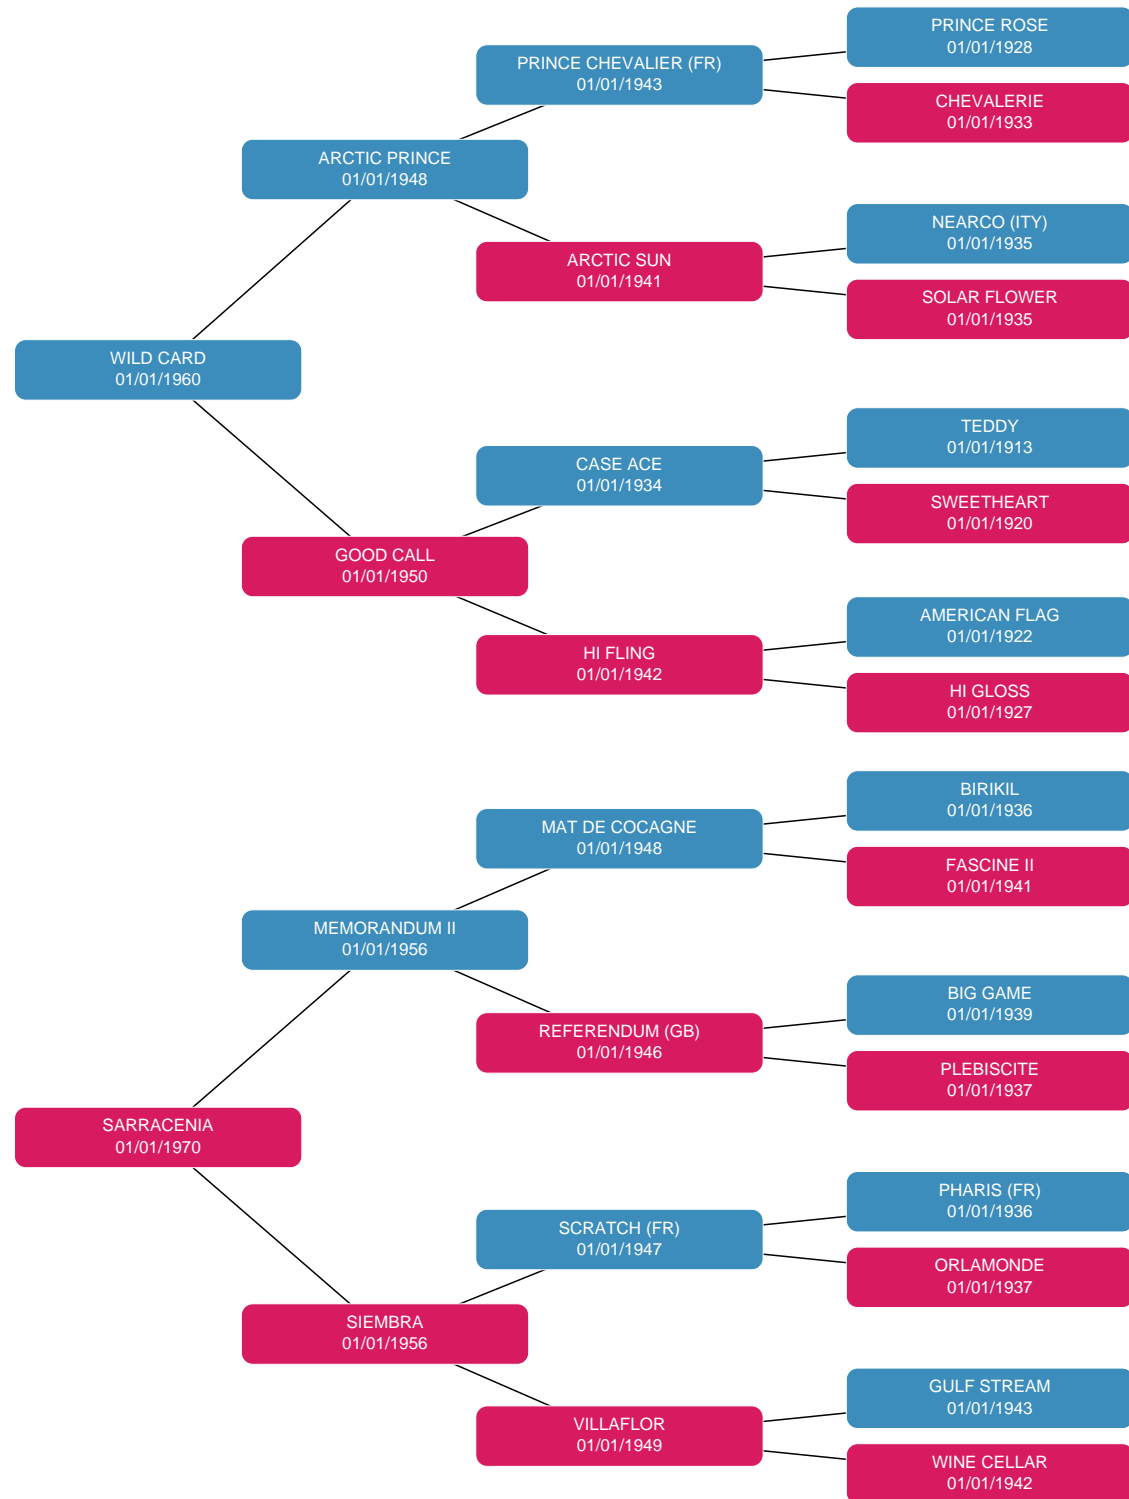 PRINCE ROSE
01/01/1928
PRINCE CHEVALIER (FR)
01/01/1943
CHEVALERIE
01/01/1933
ARCTIC PRINCE
01/01/1948
NEARCO (ITY)
01/01/1935
ARCTIC SUN
01/01/1941
SOLAR FLOWER
01/01/1935
WILD CARD
01/01/1960
TEDDY
01/01/1913
CASE ACE
01/01/1934
SWEETHEART
01/01/1920
GOOD CALL
01/01/1950
AMERICAN FLAG
01/01/1922
HI FLING
01/01/1942
HI GLOSS
01/01/1927
BIRIKIL
01/01/1936
MAT DE COCAGNE
01/01/1948
FASCINE II
01/01/1941
MEMORANDUM II
01/01/1956
BIG GAME
01/01/1939
REFERENDUM (GB)
01/01/1946
PLEBISCITE
01/01/1937
SARRACENIA
01/01/1970
PHARIS (FR)
01/01/1936
SCRATCH (FR)
01/01/1947
ORLAMONDE
01/01/1937
SIEMBRA
01/01/1956
GULF STREAM
01/01/1943
VILLAFLOR
01/01/1949
WINE CELLAR
01/01/1942